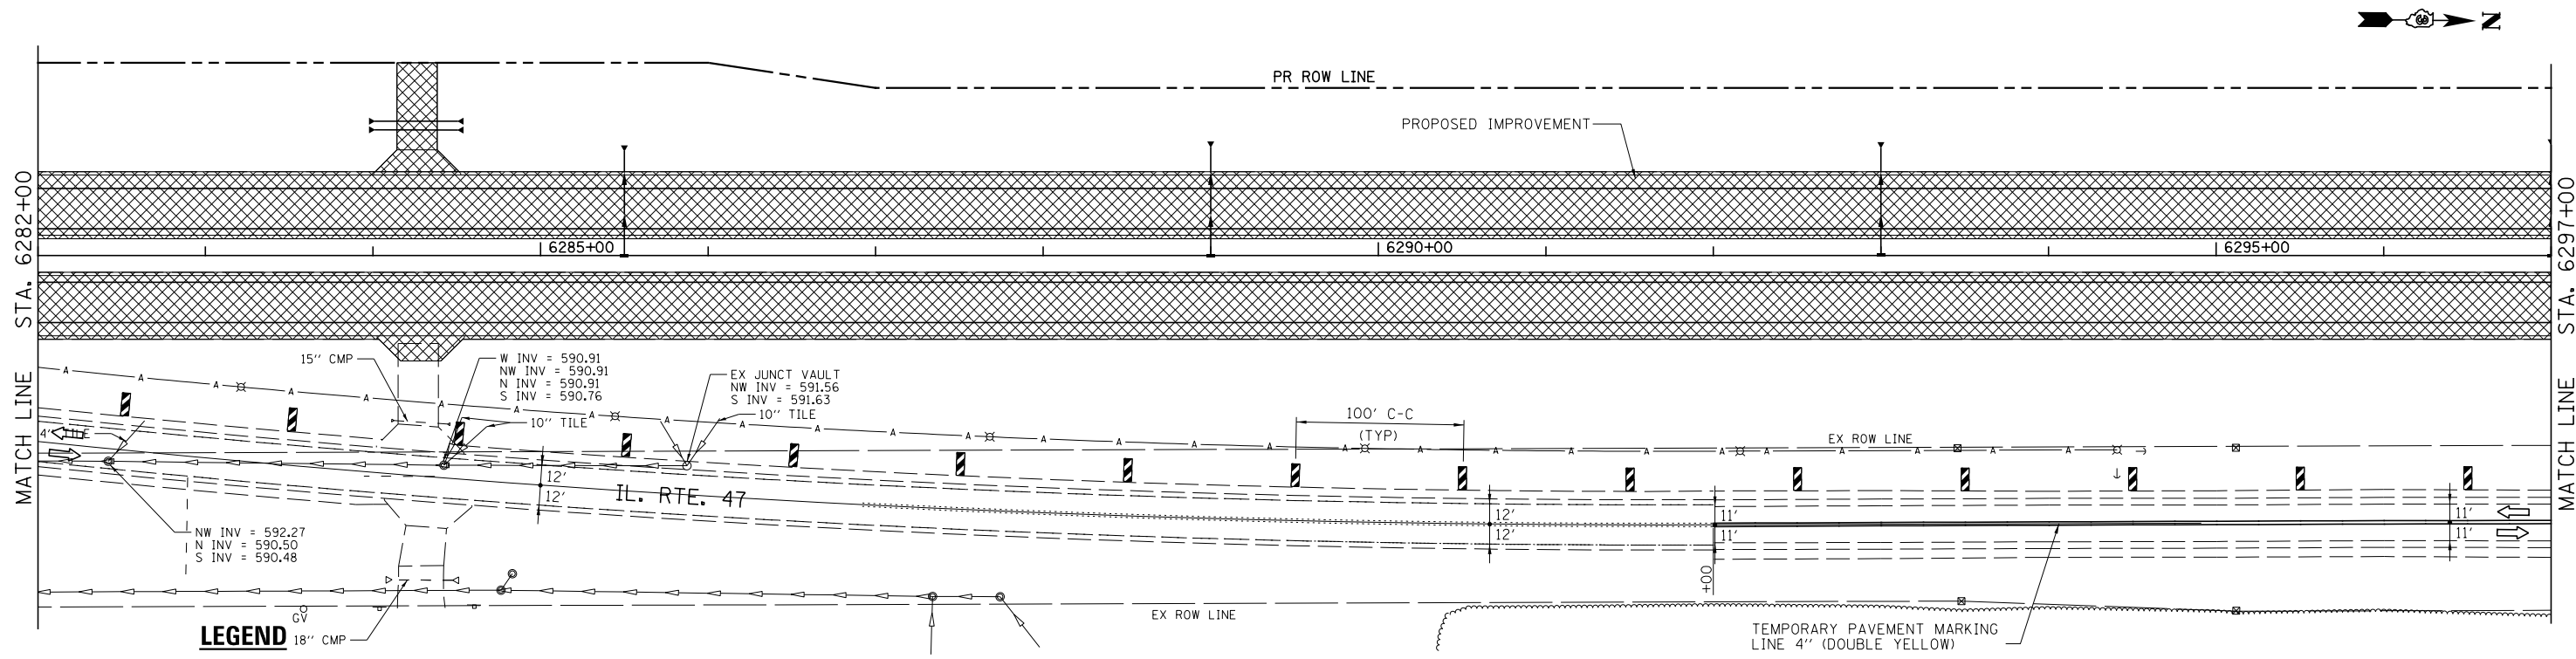 N
PR ROW LINE
PROPOSED IMPROVEMENT
MATCH LINE STA. 6282+00
6285+00
6290+00
6295+00
MATCH LINE STA. 6297+00
15" CMP
W INV = 590.91
NW INV = 590.91
N INV = 590.91
S INV = 590.76
10" TILE
EX JUNCT VAULT
NW INV = 591.56
S INV = 591.63
10" TILE
100' C-C
(TYP)
EX ROW LINE
4" TILE
12'
12'
IL. RTE. 47
12'
12'
11'
11'
11'
11'
NW INV = 592.27
N INV = 590.50
S INV = 590.48
+00
GV
EX ROW LINE
LEGEND
18" CMP
TEMPORARY PAVEMENT MARKING
LINE 4" (DOUBLE YELLOW)